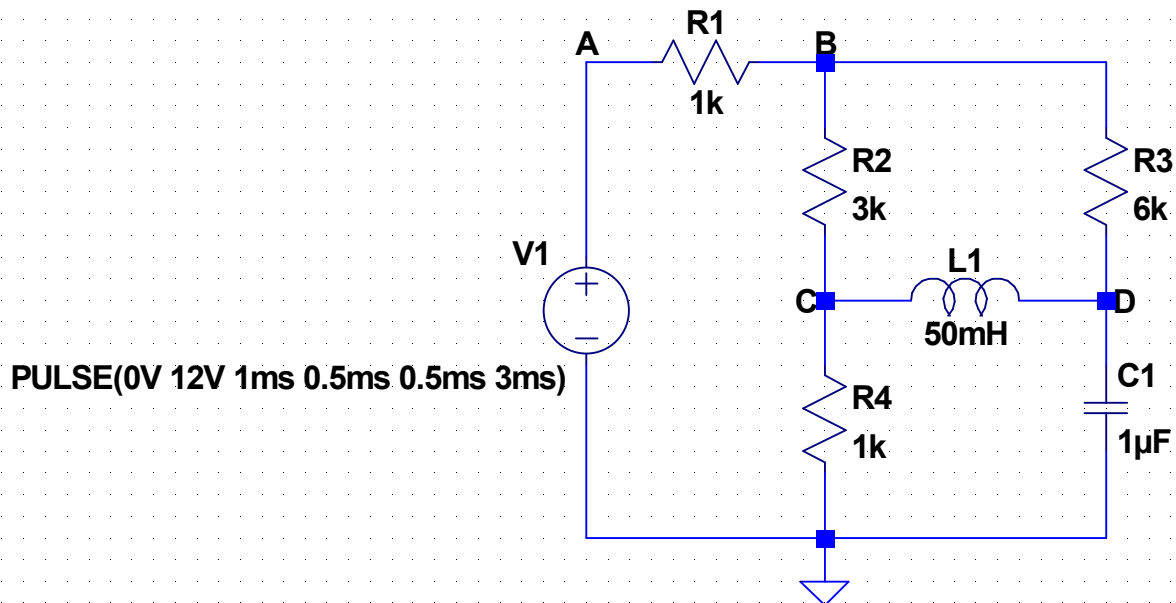 A
R1
B
1k
R2
3k
R3
6k
V1
+
−
L1
C
D
50mH
PULSE(0V 12V 1ms 0.5ms 0.5ms 3ms)
R4
1k
C1
1µF